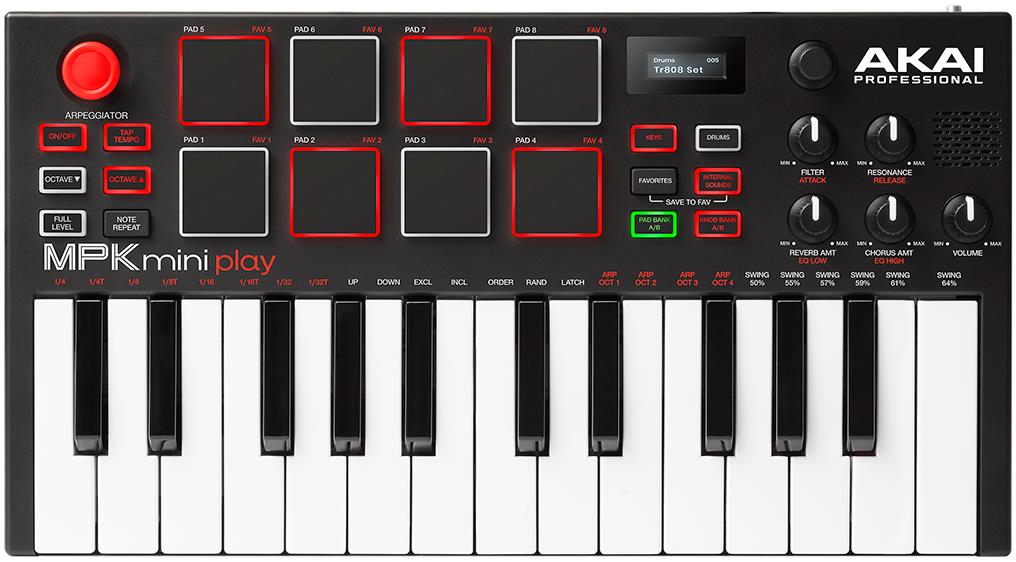 PAD 5 FAV 5 PAD 6 FAV 6 PAD 7 FAV 7 PAD 8 FAV 8
Drums 005
Tr808 Set
AKAI
PROFESSIONAL
ARPEGGIATOR
ON/OFF
TAP
TEMPO
OCTAVE ▼
OCTAVE ▲
FULL
LEVEL
NOTE
REPEAT
PAD 1 FAV 1 PAD 2 FAV 2 PAD 3 FAV 3 PAD 4 FAV 4
KEYS
DRUMS
FAVORITES
INTERNAL
SOUNDS
SAVE TO FAV
PAD BANK
A/B
KNOB BANK
A/B
MIN MAX
FILTER
ATTACK
MIN MAX
RESONANCE
RELEASE
MIN MAX
REVERB AMT
EQ LOW
MIN MAX
CHORUS AMT
EQ HIGH
MIN MAX
VOLUME
MPK mini play
1/4 1/4T 1/8 1/8T 1/16 1/16T 1/32 1/32T UP DOWN EXCL INCL ORDER RAND LATCH
ARP
OCT 1
ARP
OCT 2
ARP
OCT 3
ARP
OCT 4
SWING
50%
SWING
55%
SWING
57%
SWING
59%
SWING
61%
SWING
64%